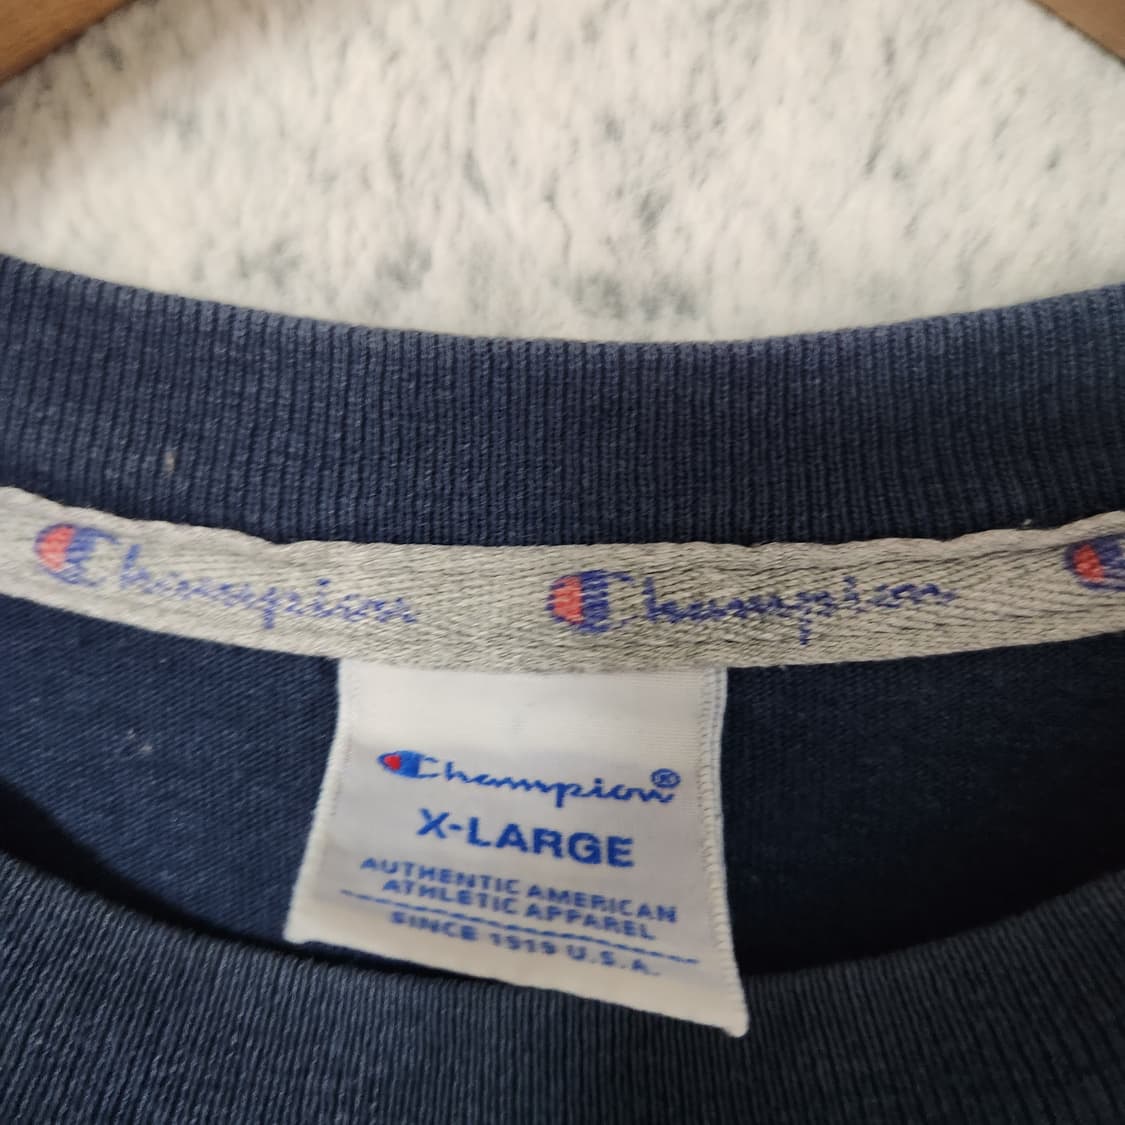 Champion Champion
Champion®
X-LARGE
AUTHENTIC AMERICAN
ATHLETIC APPAREL
SINCE 1919 U.S.A.